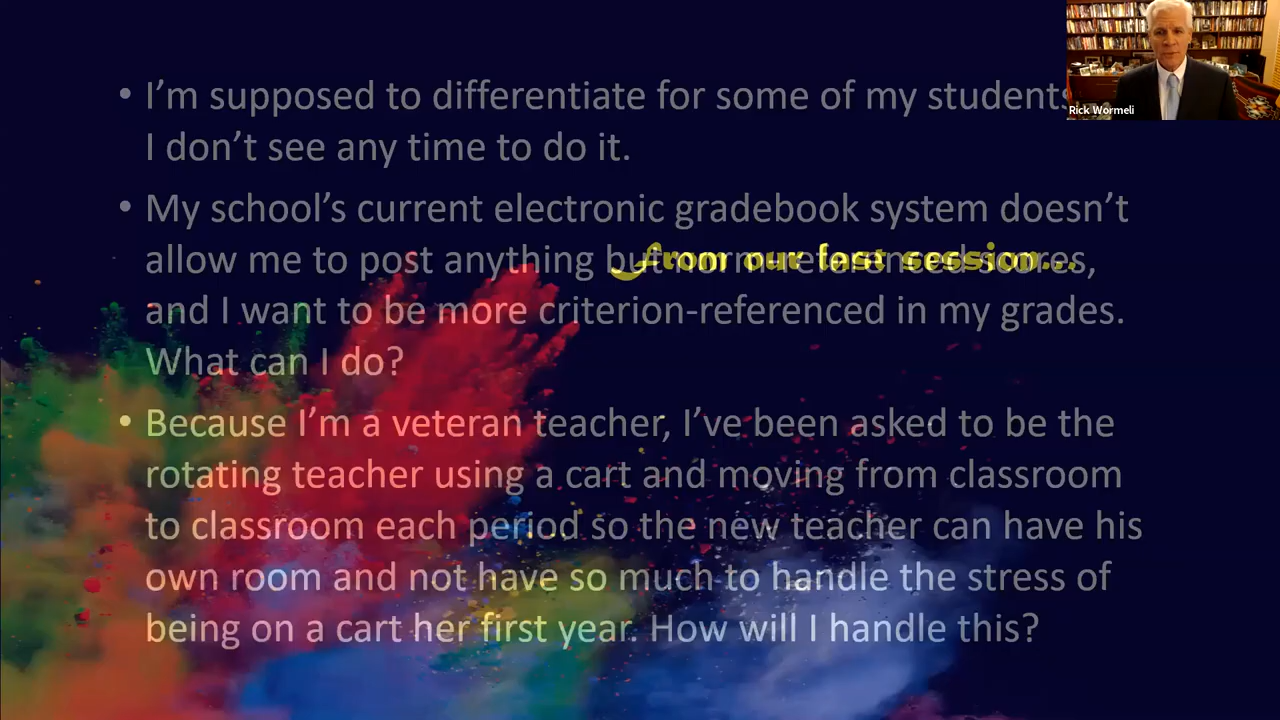 • I'm supposed to differentiate for some of my students
I don't see any time to do it.
Rick Wormeli
• My school's current electronic gradebook system doesn't
allow me to post anything but norm-referenced scores,
from our last session...
and I want to be more criterion-referenced in my grades.
What can I do?
• Because I'm a veteran teacher, I've been asked to be the
rotating teacher using a cart and moving from classroom
to classroom each period so the new teacher can have his
own room and not have so much to handle the stress of
being on a cart her first year. How will I handle this?